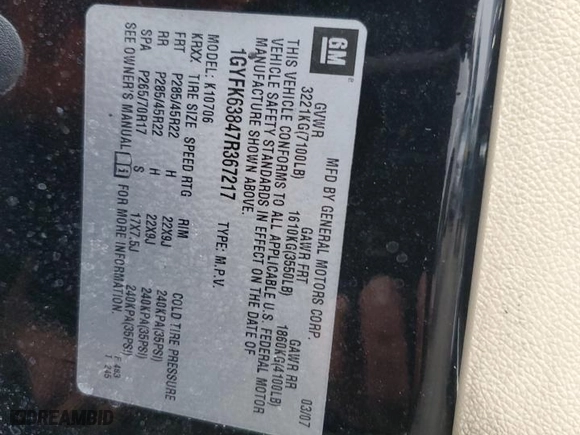 GM
MFD BY GENERAL MOTORS CORP. 03/07
GVWR GAWR FRT GAWR RR
3221KG(7100LB) 1610KG(3550LB) 1860KG(4100LB)
THIS VEHICLE CONFORMS TO ALL APPLICABLE U.S. FEDERAL MOTOR
VEHICLE SAFETY STANDARDS IN EFFECT ON THE DATE OF
MANUFACTURE SHOWN ABOVE.
1GYFK63847R367217 TYPE: M.P.V.
MODEL: K10706
KRXX TIRE SIZE SPEED RTG RIM COLD TIRE PRESSURE
FRT P285/45R22 H 22X9J 240KPA(35PSI)
RR P285/45R22 H 22X9J 240KPA(35PSI)
SPA P265/70R17 S 17X7.5J 240KPA(35PSI)
SEE OWNER'S MANUAL i FOR MORE INFORMATION.
F 483
T 245
DREAMBID